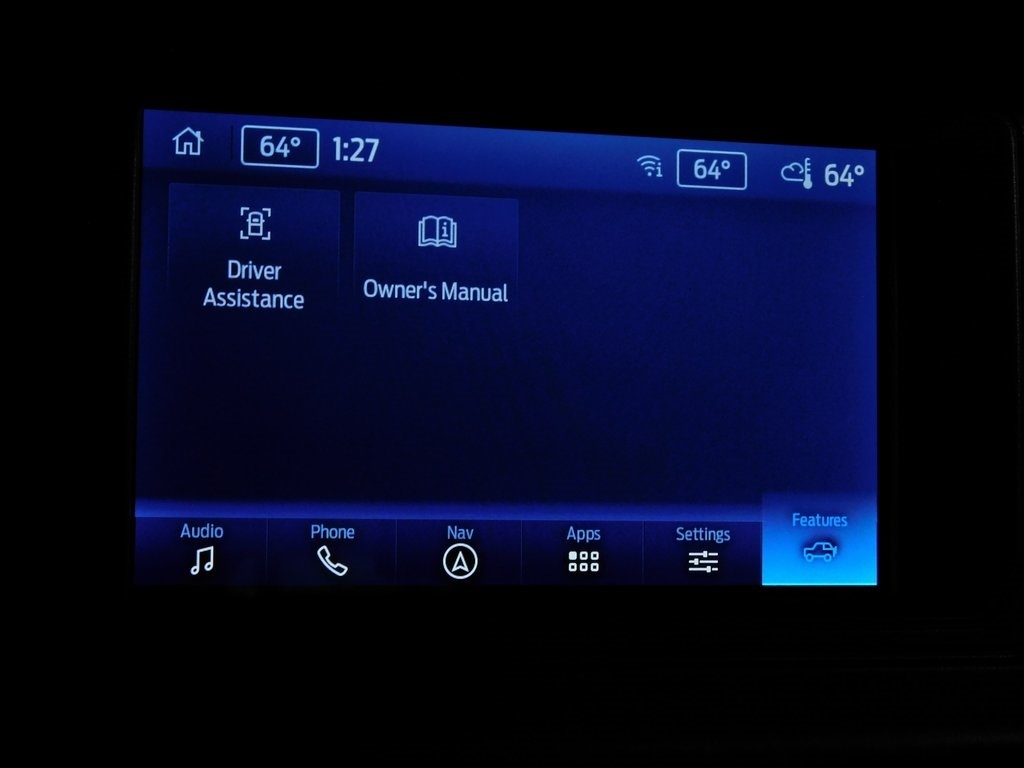 64° 1:27 64° 64°
Driver
Assistance
Owner's Manual
Audio Phone Nav Apps Settings Features